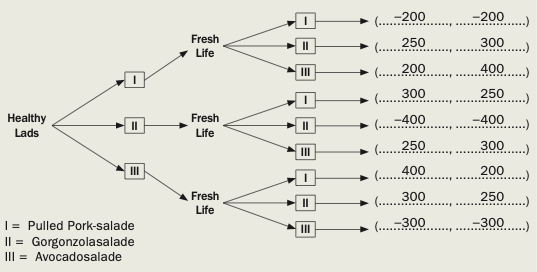 Fresh
Life
I
(−200, −200)
II
(250, 300)
III
(200, 400)
I
Healthy
Lads
II
Fresh
Life
I
(300, 250)
II
(−400, −400)
III
(250, 300)
III
Fresh
Life
I
(400, 200)
II
(300, 250)
III
(−300, −300)
I = Pulled Pork-salade
II = Gorgonzolasalade
III = Avocadosalade